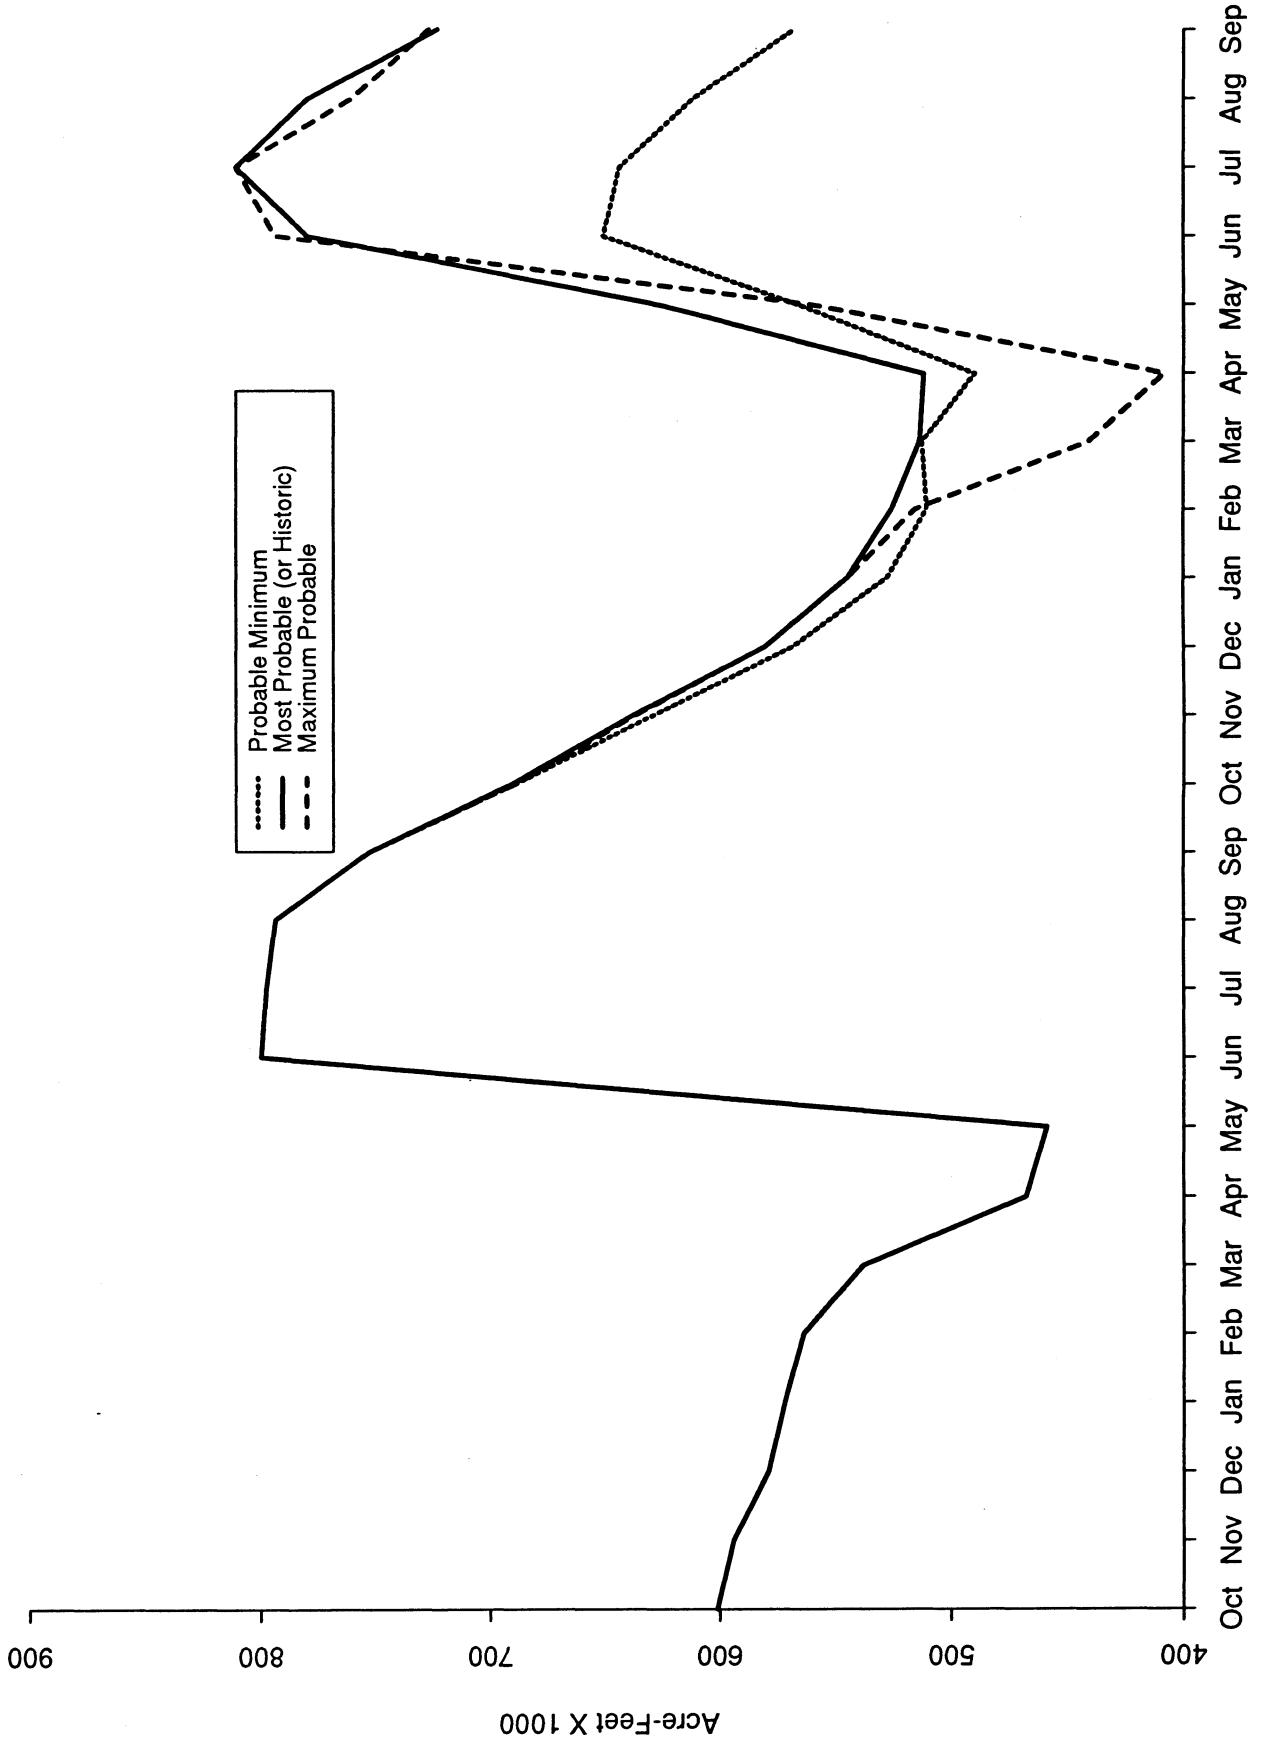 Acre-Feet X 1000
900
800
700
600
500
400
Probable Minimum
Most Probable (or Historic)
Maximum Probable
Oct Nov Dec Jan Feb Mar Apr May Jun Jul Aug Sep Oct Nov Dec Jan Feb Mar Apr May Jun Jul Aug Sep